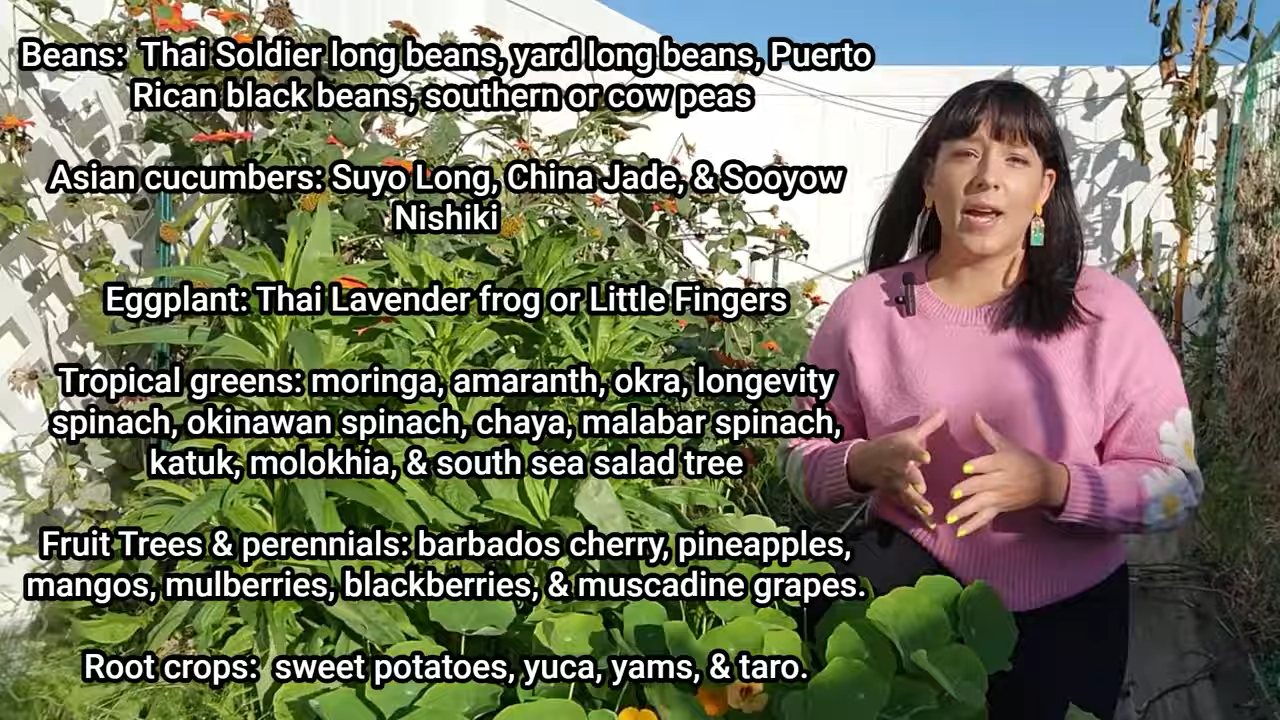 Beans:  Thai Soldier long beans, yard long beans, Puerto
Rican black beans, southern or cow peas
Asian cucumbers: Suyo Long, China Jade, & Sooyow
Nishiki
Eggplant: Thai Lavender frog or Little Fingers
Tropical greens: moringa, amaranth, okra, longevity
spinach, okinawan spinach, chaya, malabar spinach,
katuk, molokhia, & south sea salad tree
Fruit Trees & perennials: barbados cherry, pineapples,
mangos, mulberries, blackberries, & muscadine grapes.
Root crops:  sweet potatoes, yuca, yams, & taro.